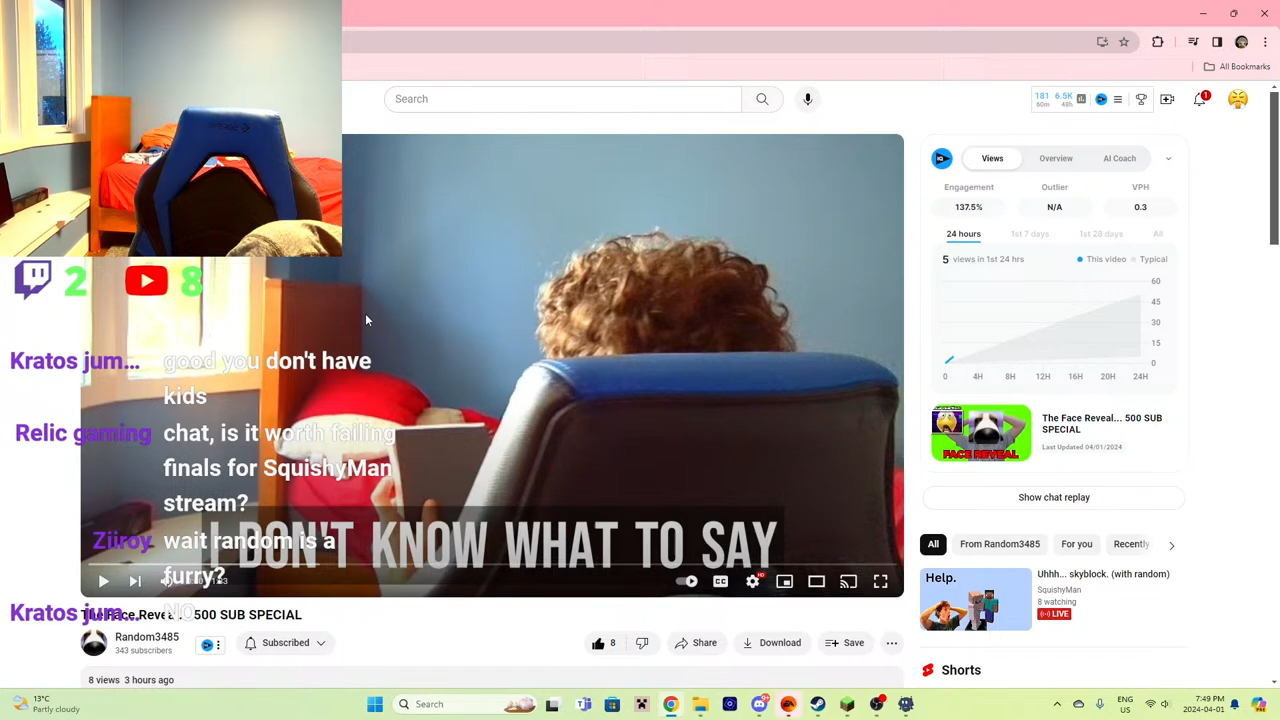 All Bookmarks
Search
181 6.5K
60m 48h
1
Views
Overview
AI Coach
Engagement
Outlier
VPH
137.5%
N/A
0.3
24 hours
1st 7 days
1st 28 days
All
5 views in 1st 24 hrs
This video
Typical
60
45
30
15
0
0 4H 8H 12H 16H 20H 24H
FACE REVEAL
The Face Reveal... 500 SUB
SPECIAL
Last Updated 04/01/2024
Show chat replay
All
From Random3485
For you
Recently
Help.
Uhhh... skyblock. (with random)
SquishyMan
8 watching
LIVE
Shorts
2
8
Kratos jum... good you don't have
kids
Relic gaming chat, is it worth failing
finals for SquishyMan
stream?
Ziiroy wait random is a
furry?
Kratos jum... NO
I DON'T KNOW WHAT TO SAY
CC
HD
500 SUB SPECIAL
Random3485
343 subscribers
Subscribed
8
Share
Download
Save
8 views 3 hours ago
13°C
Partly cloudy
Search
9+
ENG
US
7:49 PM
2024-04-01